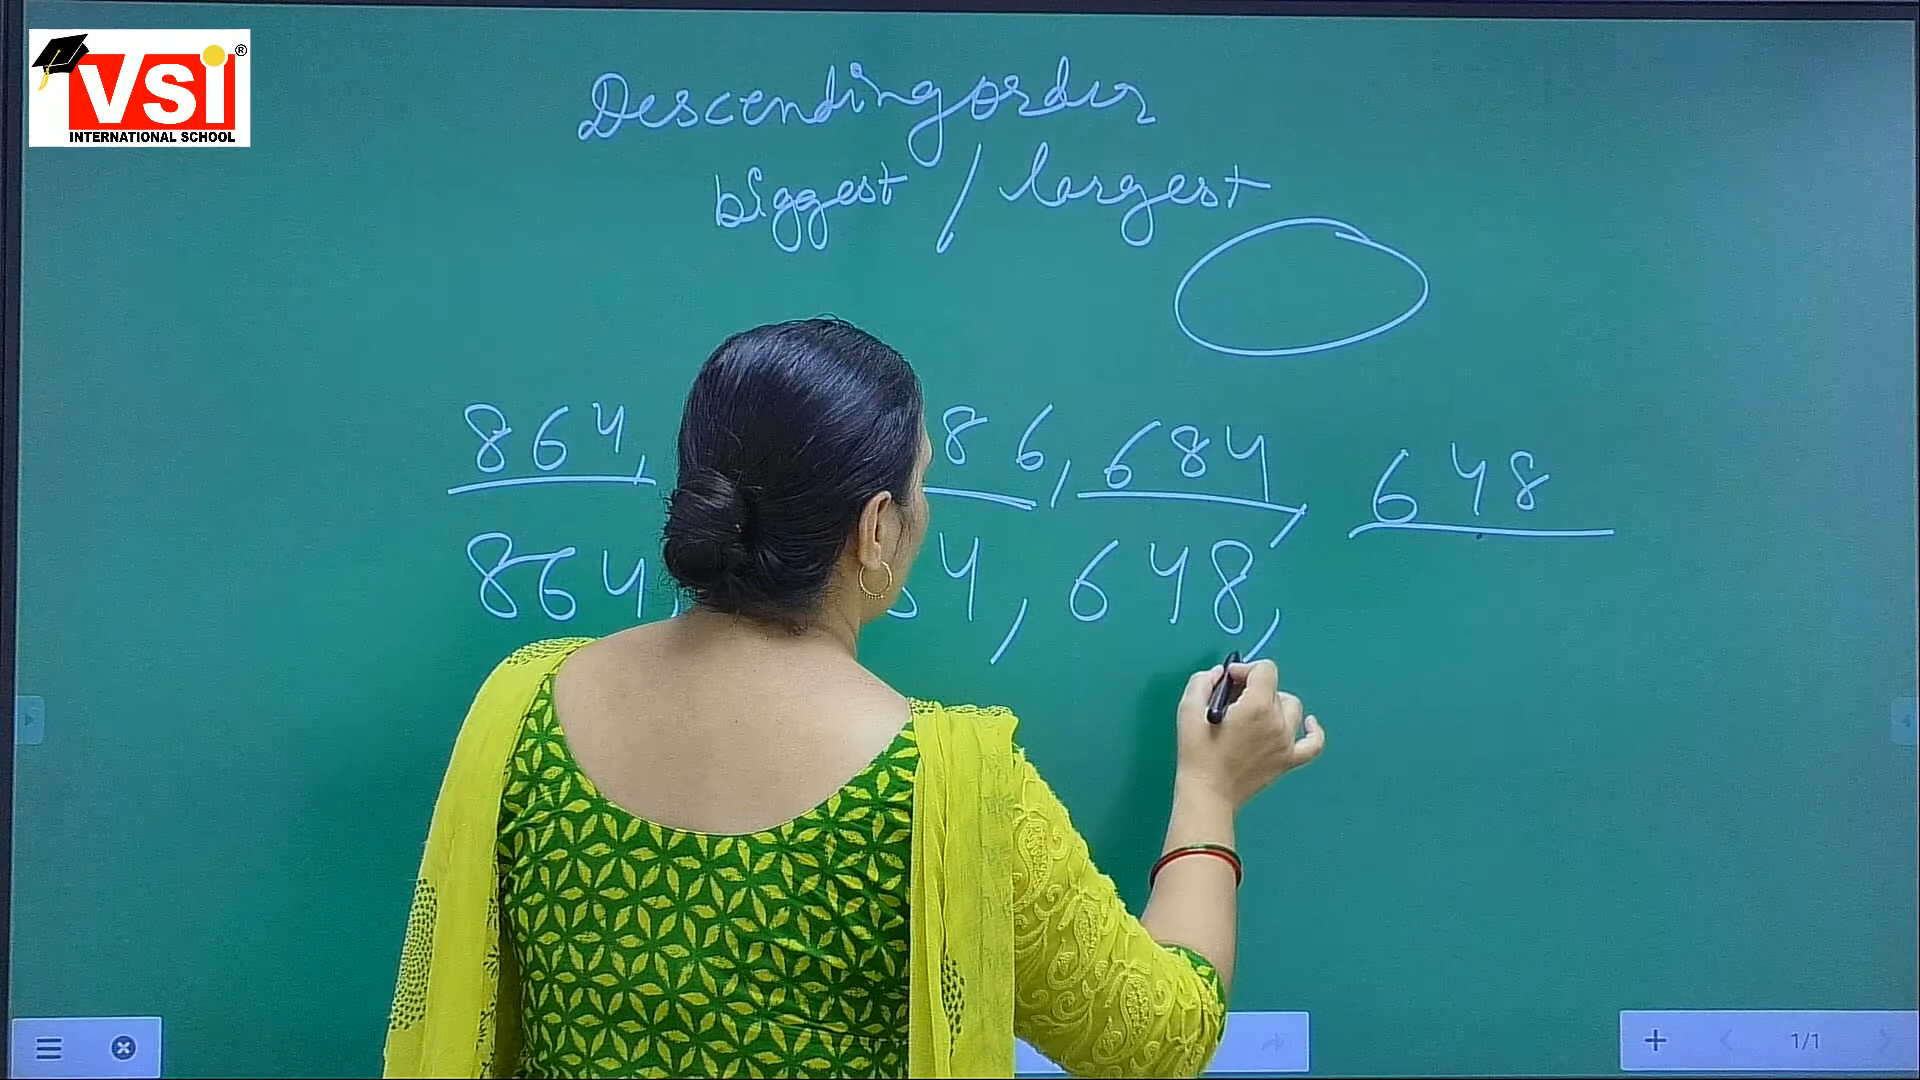 VSI ®
INTERNATIONAL SCHOOL
Descending order
biggest / largest
864, 86, 684, 648
864, 4, 648,
1/1